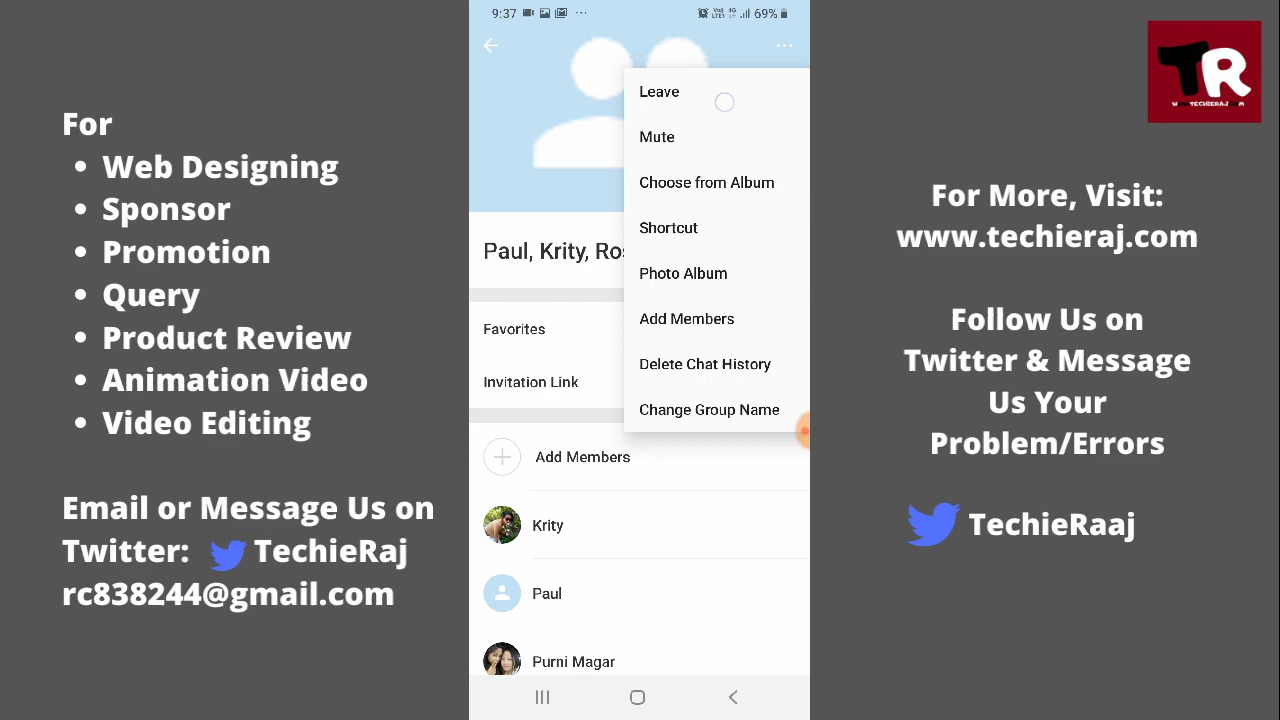 For
Web Designing
Sponsor
Promotion
Query
Product Review
Animation Video
Video Editing
Email or Message Us on
Twitter: TechieRaj
rc838244@gmail.com
9:37
69%
Leave
Mute
Choose from Album
Shortcut
Photo Album
Add Members
Delete Chat History
Change Group Name
Paul, Krity, Ros
Favorites
Invitation Link
Add Members
Krity
Paul
Purni Magar
TR
For More, Visit:
www.techieraj.com
Follow Us on
Twitter & Message
Us Your
Problem/Errors
TechieRaaj